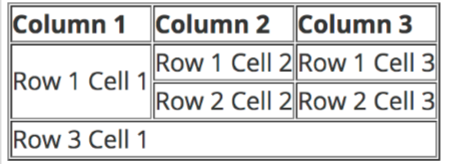 Column 1 Column 2 Column 3
Row 1 Cell 1 Row 1 Cell 2 Row 1 Cell 3
Row 2 Cell 2 Row 2 Cell 3
Row 3 Cell 1